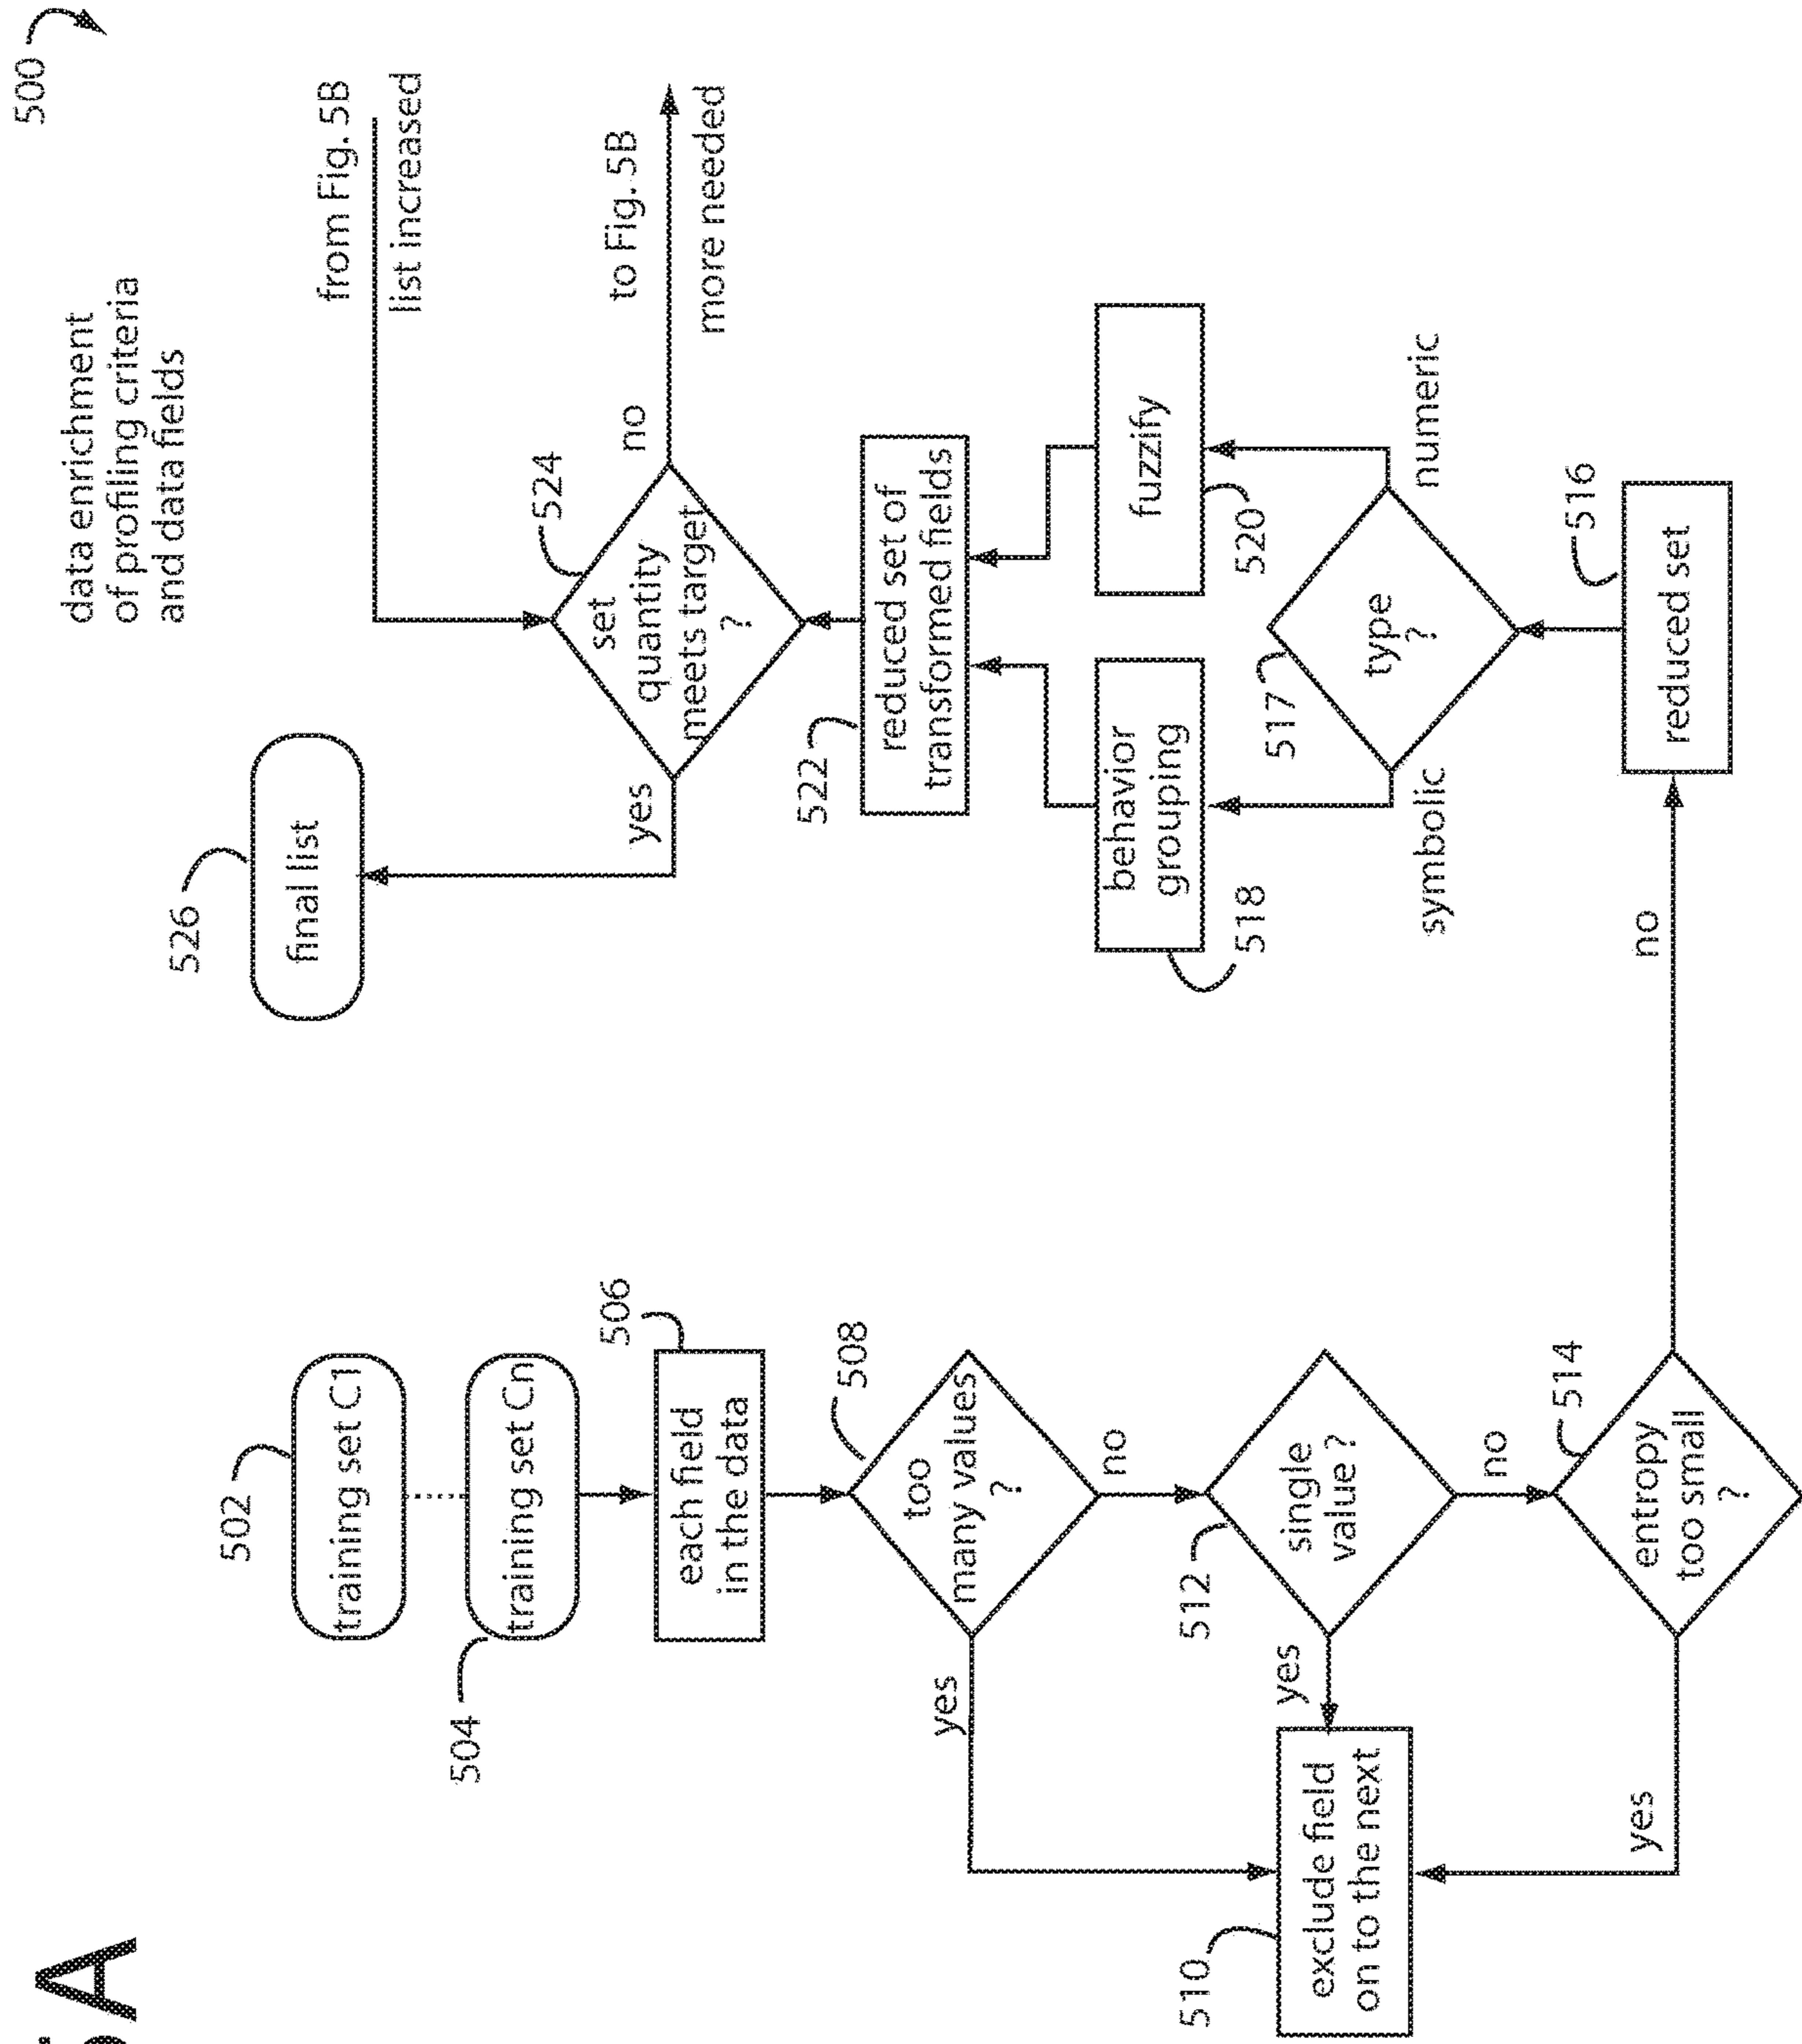 5A
500
data enrichment
of profiling criteria
and data fields
502
training set C1
504
training set Cn
506
each field
in the data
508
too
many values
?
yes
no
510
exclude field
on to the next
512
single
value ?
yes
no
514
entropy
too small
?
yes
no
516
reduced set
517
type
?
symbolic
numeric
518
behavior
grouping
520
fuzzify
522
reduced set of
transformed fields
524
set
quantity
meets target
?
yes
no
526
final list
from Fig. 5B
list increased
to Fig. 5B
more needed